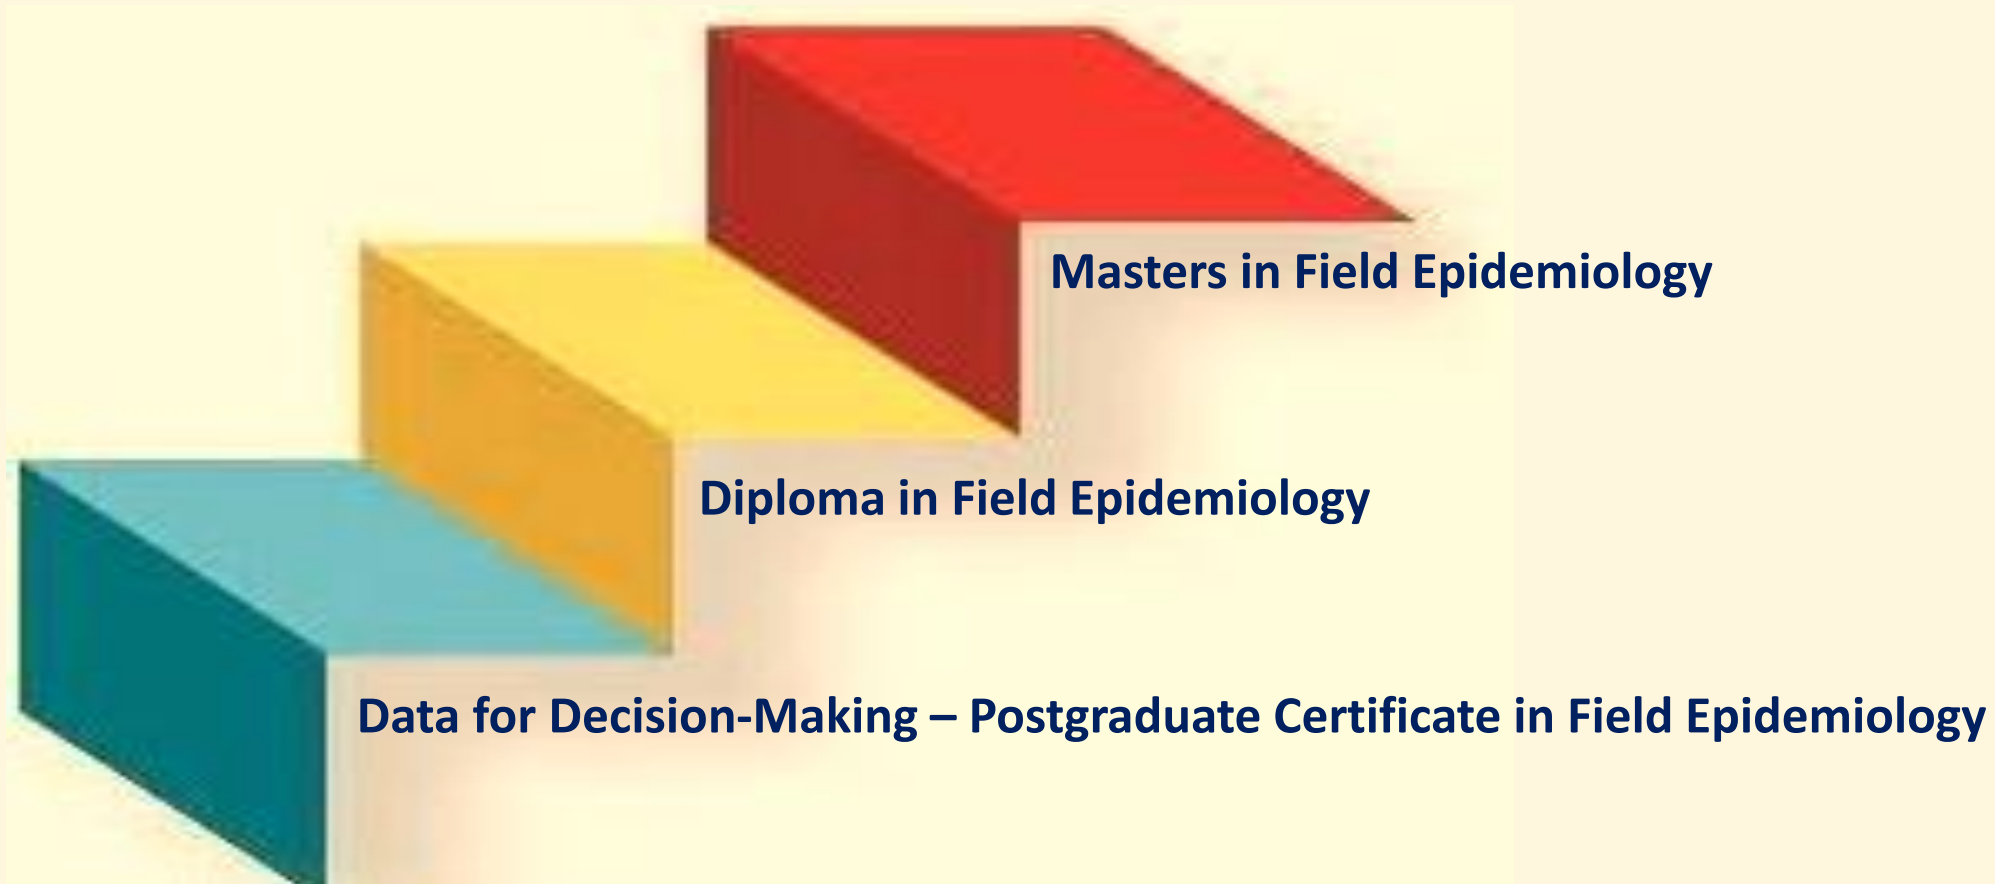 Masters in Field Epidemiology
Diploma in Field Epidemiology
Data for Decision-Making – Postgraduate Certificate in Field Epidemiology